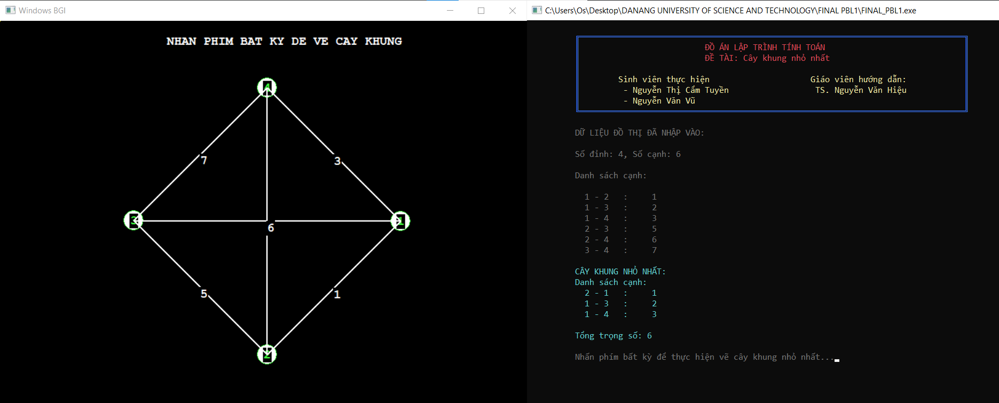 Windows BGI
NHAN PHIM BAT KY DE VE CAY KHUNG
4
7
3
3
6
1
5
1
2
C:\Users\Os\Desktop\DANANG UNIVERSITY OF SCIENCE AND TECHNOLOGY\FINAL PBL1\FINAL_PBL1.exe
ĐỒ ÁN LẬP TRÌNH TÍNH TOÁN
ĐỀ TÀI: Cây khung nhỏ nhất
Sinh viên thực hiện
- Nguyễn Thị Cẩm Tuyền
- Nguyễn Văn Vũ
Giáo viên hướng dẫn:
TS. Nguyễn Văn Hiệu
DỮ LIỆU ĐỒ THỊ ĐÃ NHẬP VÀO:
Số đỉnh: 4, Số cạnh: 6
Danh sách cạnh:
1 - 2 : 1
1 - 3 : 2
1 - 4 : 3
2 - 3 : 5
2 - 4 : 6
3 - 4 : 7
CÂY KHUNG NHỎ NHẤT:
Danh sách cạnh:
2 - 1 : 1
1 - 3 : 2
1 - 4 : 3
Tổng trọng số: 6
Nhấn phím bất kỳ để thực hiện vẽ cây khung nhỏ nhất...